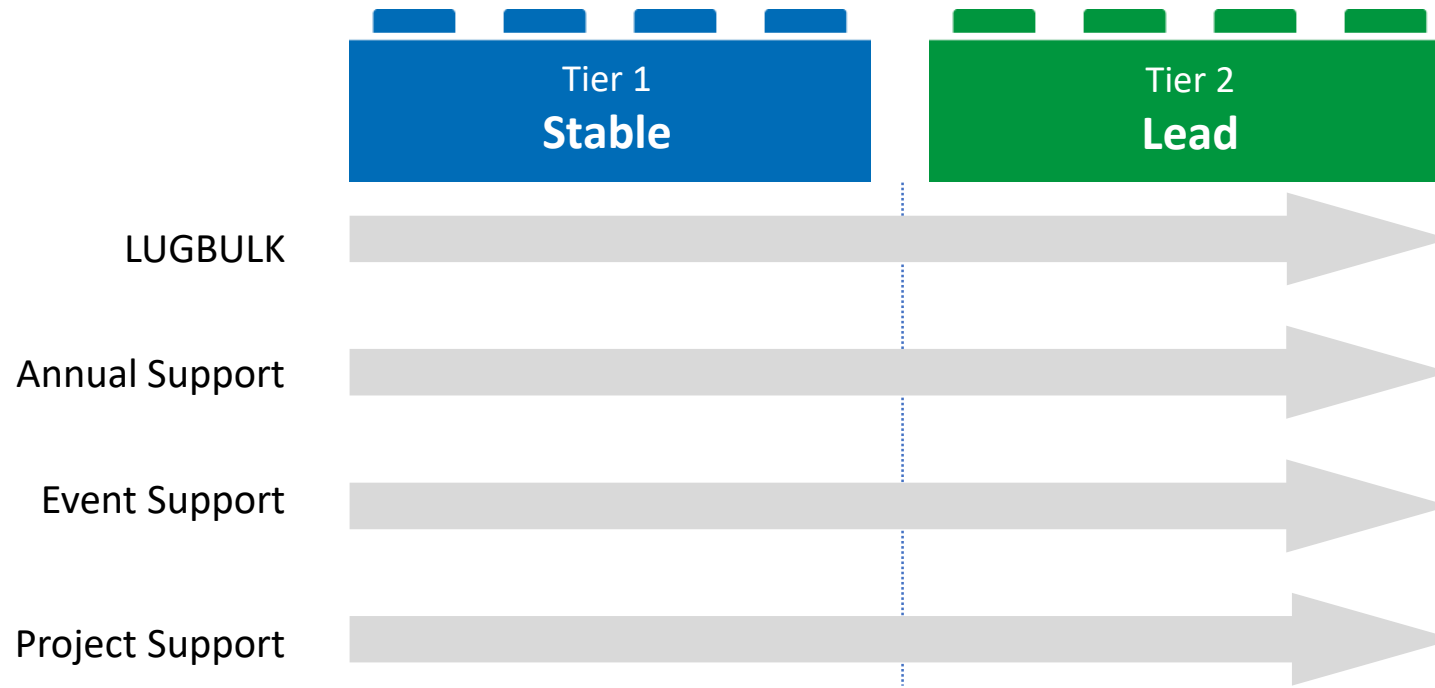 Tier 1
Stable
Tier 2
Lead
LUGBULK
Annual Support
Event Support
Project Support